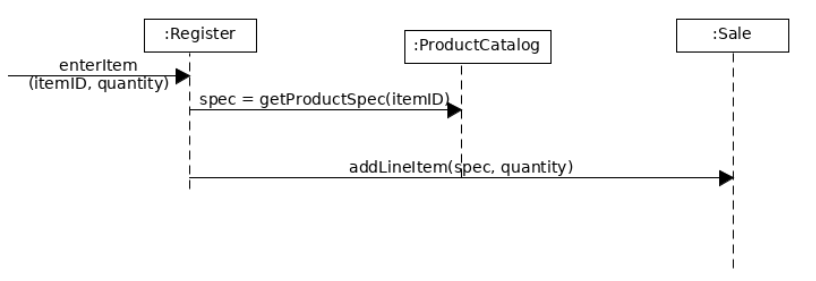 :Register
:ProductCatalog
:Sale
enterItem
(itemID, quantity)
spec = getProductSpec(itemID)
addLineItem(spec, quantity)